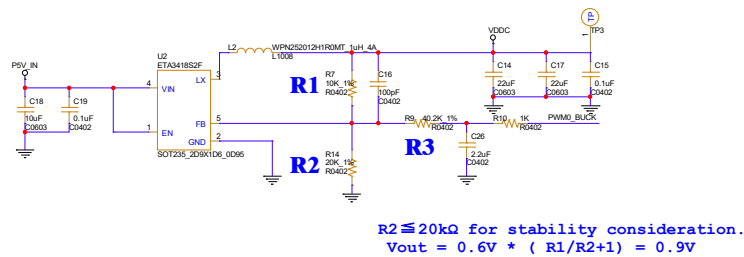 TP
1
TP3
U2
ETA3418S2F
L2
WPN252012H1R0MT_1uH_4A
L1008
VDDC
P5V_IN
3
LX
4
VIN
R1
R7
10K_1%
R0402
C16
100pF
C0402
C14
22uF
C0603
C17
22uF
C0603
C15
0.1uF
C0402
C18
10uF
C0603
C19
0.1uF
C0402
1
EN
FB
5
GND
2
SOT235_2D9X1D6_0D95
R9
40.2K_1%
R0402
R3
R10
1K
R0402
PWM0_BUCK
C26
2.2uF
C0402
R2
R14
20K_1%
R0402
R2≦20kΩ for stability consideration.
Vout = 0.6V * ( R1/R2+1) = 0.9V